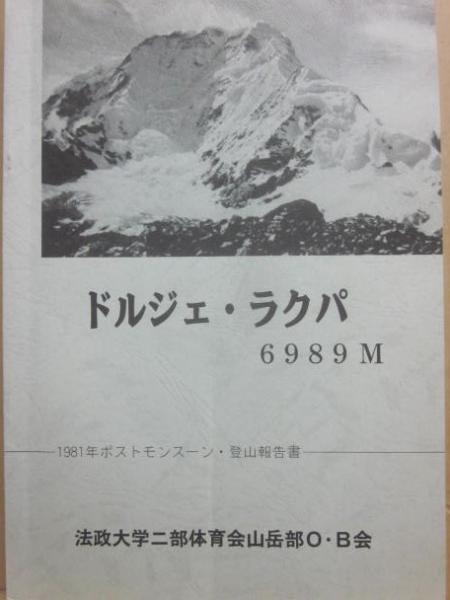 ドルジェ・ラクパ
6989M
1981年ポストモンスーン・登山報告書
法政大学二部体育会山岳部O・B会